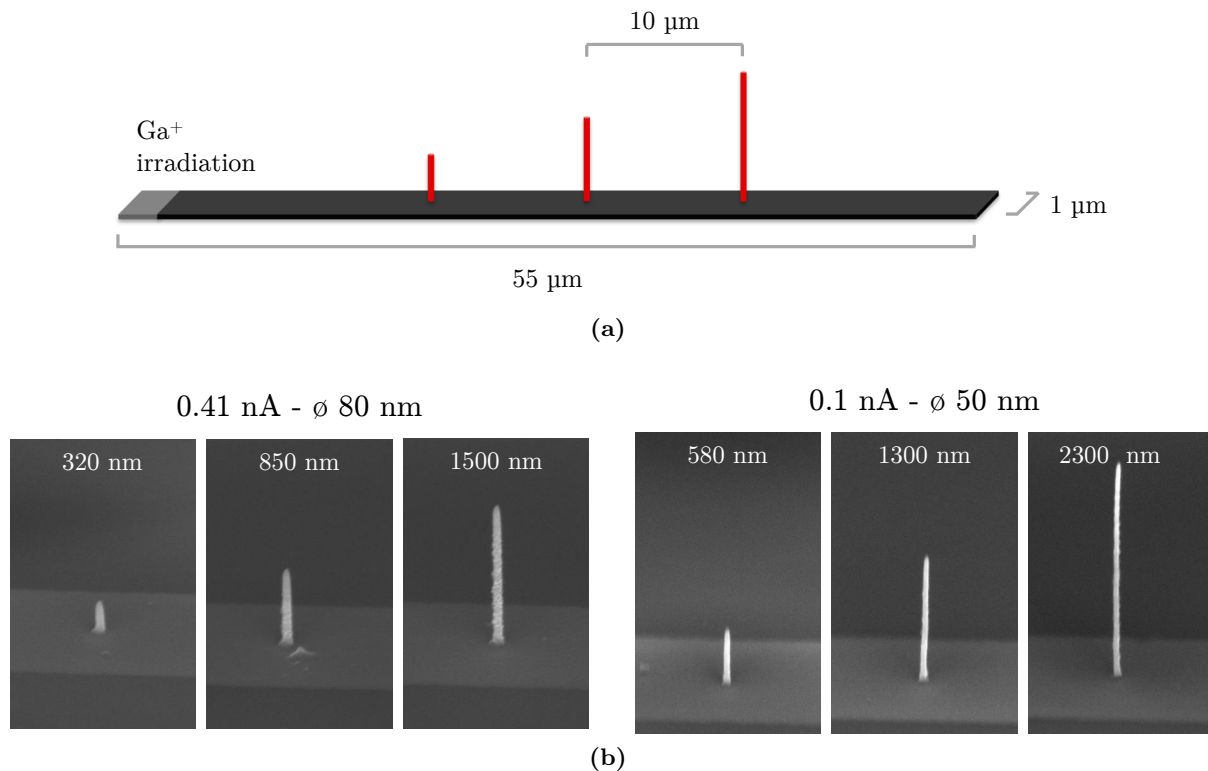 10 µm
Ga⁺
irradiation
1 µm
55 µm
(a)
0.41 nA - ø 80 nm
0.1 nA - ø 50 nm
320 nm
850 nm
1500 nm
580 nm
1300 nm
2300 nm
(b)